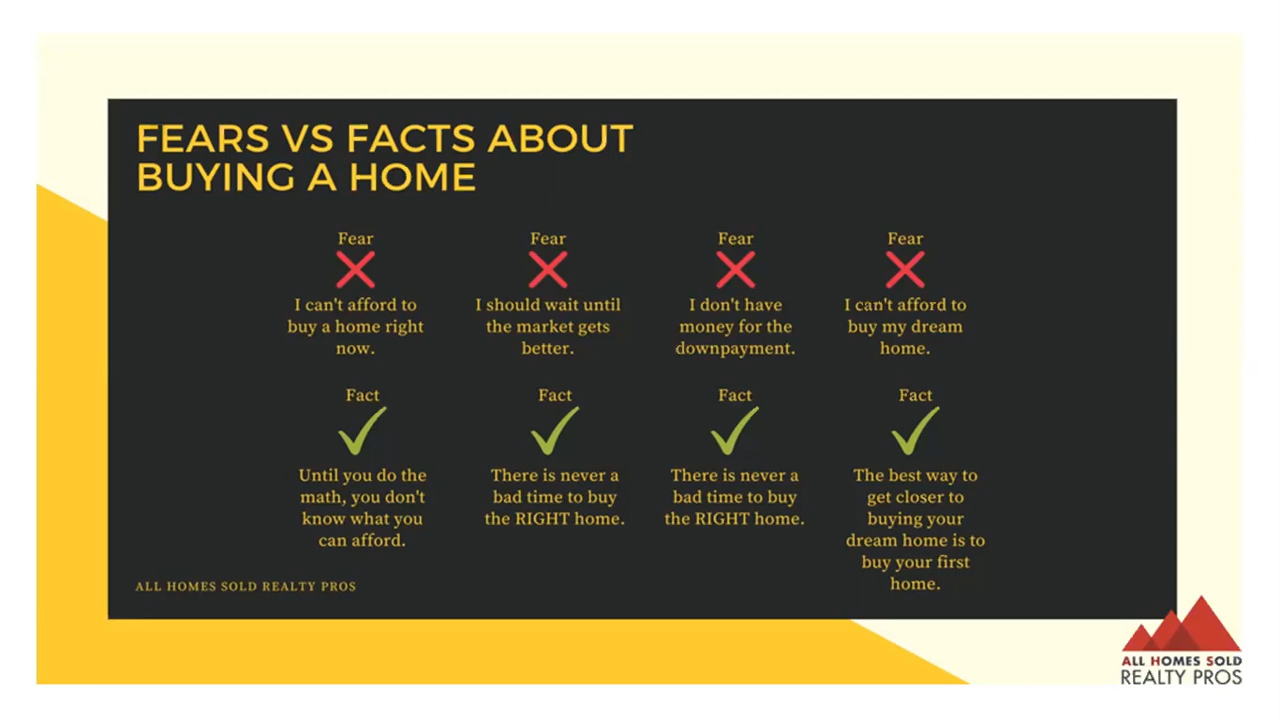 FEARS VS FACTS ABOUT
BUYING A HOME
Fear
I can't afford to
buy a home right
now.
Fear
I should wait until
the market gets
better.
Fear
I don't have
money for the
downpayment.
Fear
I can't afford to
buy my dream
home.
Fact
Until you do the
math, you don't
know what you
can afford.
Fact
There is never a
bad time to buy
the RIGHT home.
Fact
There is never a
bad time to buy
the RIGHT home.
Fact
The best way to
get closer to
buying your
dream home is to
buy your first
home.
ALL HOMES SOLD REALTY PROS
ALL HOMES SOLD
REALTY PROS